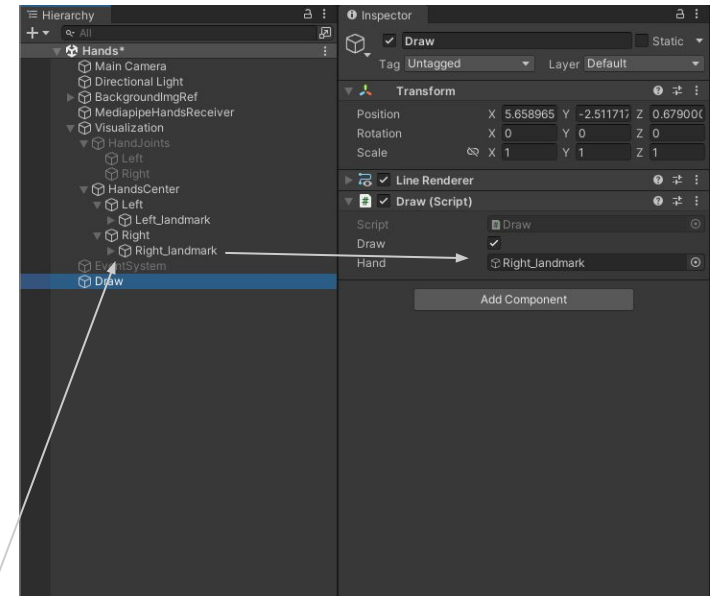 Hierarchy
All
Hands*
Main Camera
Directional Light
BackgroundImgRef
MediapipeHandsReceiver
Visualization
HandJoints
Left
Right
HandsCenter
Left
Left_landmark
Right
Right_landmark
EventSystem
Draw
Inspector
Draw Static
Tag Untagged Layer Default
Transform
Position X 5.658965 Y -2.511717 Z 0.679000
Rotation X 0 Y 0 Z 0
Scale X 1 Y 1 Z 1
Line Renderer
# Draw (Script)
Script Draw
Draw
Hand Right_landmark
Add Component